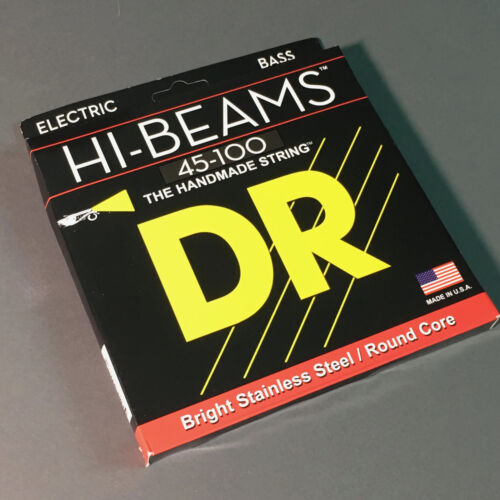 ELECTRIC BASS
HI-BEAMS™
45-100
THE HANDMADE STRING™
DR
MADE IN U.S.A.
Bright Stainless Steel / Round Core